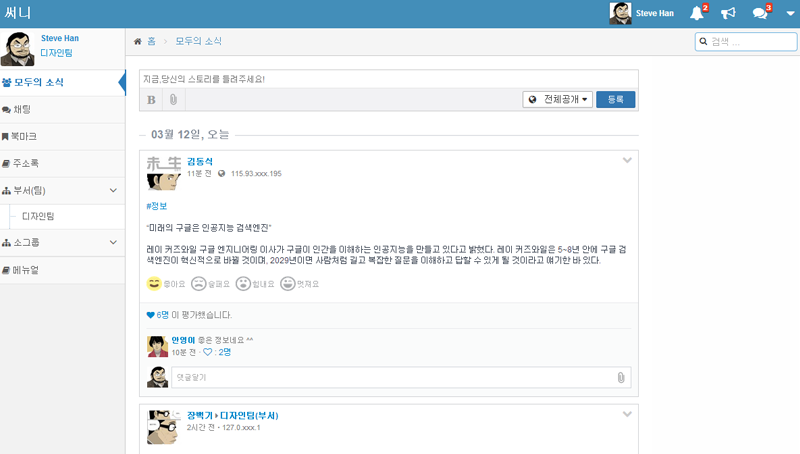 써니
Steve Han
2
3
Steve Han
디자인팀
홈 모두의 소식
검색 ...
모두의 소식
채팅
북마크
주소록
부서(팀)
디자인팀
소그룹
메뉴얼
지금,당신의 스토리를 들려주세요!
B
전체공개
등록
03월 12일, 오늘
未生
김동식
11분 전 115.93.xxx.195
#정보
"미래의 구글은 인공지능 검색엔진"
레이 커즈와일 구글 엔지니어링 이사가 구글이 인간을 이해하는 인공지능을 만들고 있다고 밝혔다. 레이 커즈와일은 5~8년 안에 구글 검
색엔진이 혁신적으로 바뀔 것이며, 2029년이면 사람처럼 길고 복잡한 질문을 이해하고 답할 수 있게 될 것이라고 얘기한 바 있다.
좋아요 슬퍼요 힘내요 멋져요
6명 이 평가했습니다.
안영이 좋은 정보네요 ^^
10분 전 · : 2명
댓글달기
장백기 디자인팀(부서)
2시간 전 · 127.0.xxx.1